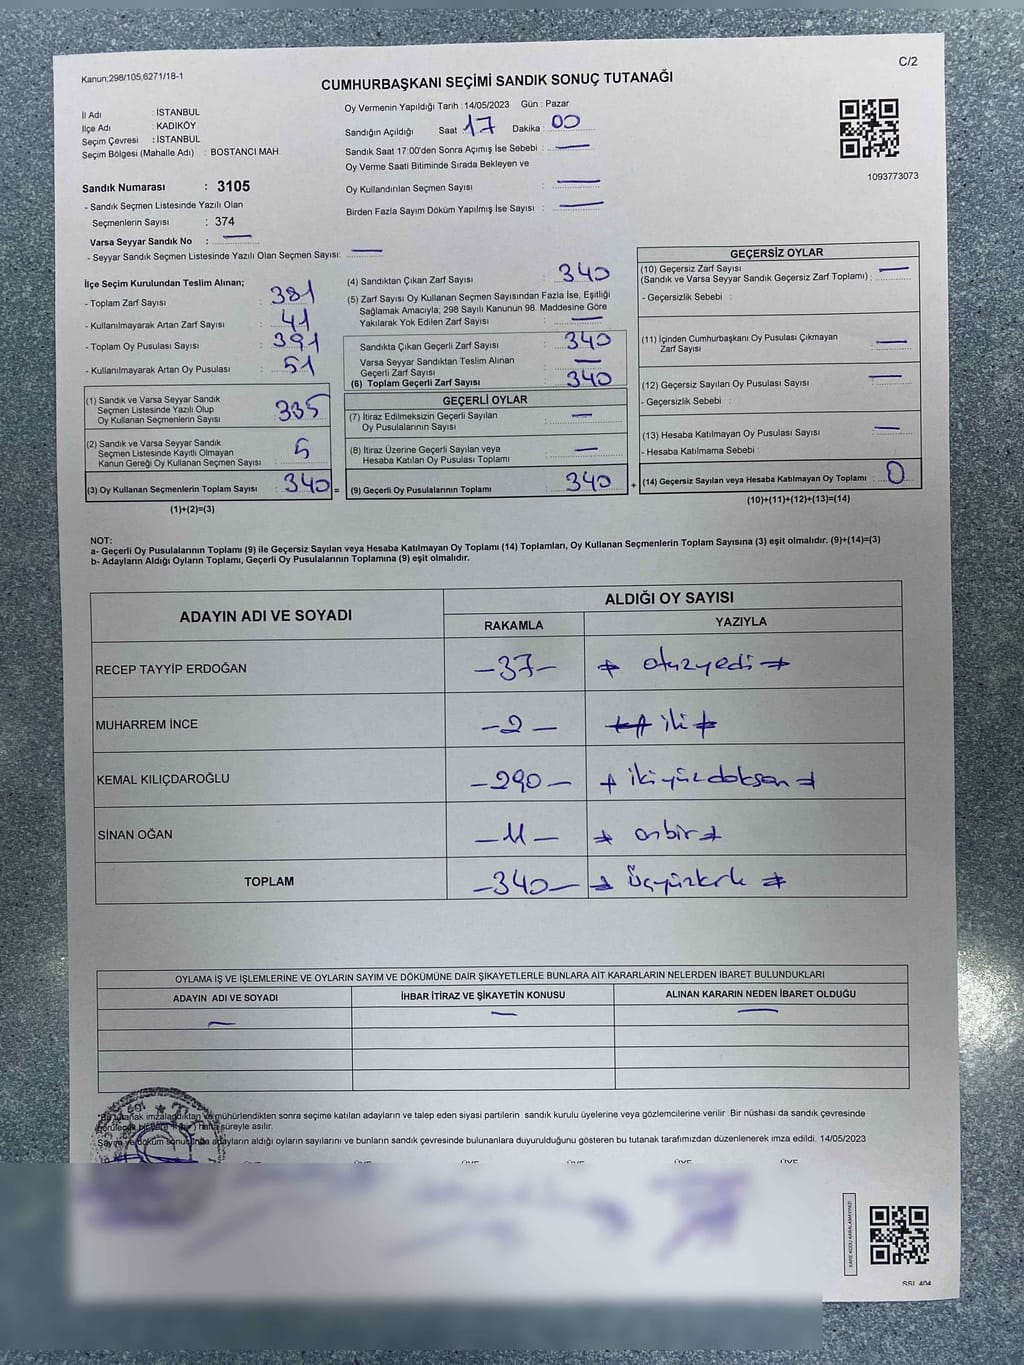 Kanun;298/105;6271/18-1
C/2
CUMHURBAŞKANI SEÇİMİ SANDIK SONUÇ TUTANAĞI
İl Adı : İSTANBUL
İlçe Adı : KADIKÖY
Seçim Çevresi : İSTANBUL
Seçim Bölgesi (Mahalle Adı) : BOSTANCI MAH.
Sandık Numarası : 3105
- Sandık Seçmen Listesinde Yazılı Olan
Seçmenlerin Sayısı : 374
Varsa Seyyar Sandık No : —
- Seyyar Sandık Seçmen Listesinde Yazılı Olan Seçmen Sayısı: —
Oy Vermenin Yapıldığı Tarih : 14/05/2023 Gün : Pazar
Sandığın Açıldığı Saat 17 Dakika : 00
Sandık Saat 17:00'den Sonra Açımış İse Sebebi : —
Oy Verme Saati Bitiminde Sırada Bekleyen ve
Oy Kullandırılan Seçmen Sayısı : —
Birden Fazla Sayım Döküm Yapılmış İse Sayısı : —
1093773073
İlçe Seçim Kurulundan Teslim Alınan;
- Toplam Zarf Sayısı : 381
- Kullanılmayarak Artan Zarf Sayısı : 41
- Toplam Oy Pusulası Sayısı : 391
- Kullanılmayarak Artan Oy Pusulası : 51
(1) Sandık ve Varsa Seyyar Sandık
Seçmen Listesinde Yazılı Olup
Oy Kullanan Seçmenlerin Sayısı : 335
(2) Sandık ve Varsa Seyyar Sandık
Seçmen Listesinde Kayıtlı Olmayan
Kanun Gereği Oy Kullanan Seçmen Sayısı : 5
(3) Oy Kullanan Seçmenlerin Toplam Sayısı : 340 =
(1)+(2)=(3)
(4) Sandıktan Çıkan Zarf Sayısı : 340
(5) Zarf Sayısı Oy Kullanan Seçmen Sayısından Fazla İse, Eşitliği
Sağlamak Amacıyla; 298 Sayılı Kanunun 98. Maddesine Göre
Yakılarak Yok Edilen Zarf Sayısı : —
Sandıkta Çıkan Geçerli Zarf Sayısı : 340
Varsa Seyyar Sandıktan Teslim Alınan
Geçerli Zarf Sayısı : —
(6) Toplam Geçerli Zarf Sayısı : 340
GEÇERLİ OYLAR
(7) İtiraz Edilmeksizin Geçerli Sayılan
Oy Pusulalarının Sayısı : —
(8) İtiraz Üzerine Geçerli Sayılan veya
Hesaba Katılan Oy Pusulası Toplamı : —
(9) Geçerli Oy Pusulalarının Toplamı : 340 +
GEÇERSİZ OYLAR
(10) Geçersiz Zarf Sayısı
(Sandık ve Varsa Seyyar Sandık Geçersiz Zarf Toplamı) : —
- Geçersizlik Sebebi :
(11) İçinden Cumhurbaşkanı Oy Pusulası Çıkmayan
Zarf Sayısı : —
(12) Geçersiz Sayılan Oy Pusulası Sayısı : —
- Geçersizlik Sebebi :
(13) Hesaba Katılmayan Oy Pusulası Sayısı : —
- Hesaba Katılmama Sebebi :
(14) Geçersiz Sayılan veya Hesaba Katılmayan Oy Toplamı : 0
(10)+(11)+(12)+(13)=(14)
NOT:
a- Geçerli Oy Pusulalarının Toplamı (9) ile Geçersiz Sayılan veya Hesaba Katılmayan Oy Toplamı (14) Toplamları, Oy Kullanan Seçmenlerin Toplam Sayısına (3) eşit olmalıdır. (9)+(14)=(3)
b- Adayların Aldığı Oyların Toplamı, Geçerli Oy Pusulalarının Toplamına (9) eşit olmalıdır.
ADAYIN ADI VE SOYADI
ALDIĞI OY SAYISI
RAKAMLA YAZIYLA
RECEP TAYYİP ERDOĞAN —37— otuzyedi
MUHARREM İNCE —2— iki
KEMAL KILIÇDAROĞLU —290— ikiyüzdoksan
SİNAN OĞAN —11— onbir
TOPLAM —340— Üçyüzkırk
OYLAMA İŞ VE İŞLEMLERİNE VE OYLARIN SAYIM VE DÖKÜMÜNE DAİR ŞİKAYETLERLE BUNLARA AİT KARARLARIN NELERDEN İBARET BULUNDUKLARI
ADAYIN ADI VE SOYADI İHBAR İTİRAZ VE ŞİKAYETİN KONUSU ALINAN KARARIN NEDEN İBARET OLDUĞU
— — —
*Bu tutanak imzalandıktan ve mühürlendikten sonra seçime katılan adayların ve talep eden siyasi partilerin sandık kurulu üyelerine veya gözlemcilerine verilir. Bir nüshası da sandık çevresinde
görülecek bir yere 1 (bir) hafta süreyle asılır.
Sayım ve döküm sonucunda adayların aldığı oyların sayılarını ve bunların sandık çevresinde bulunanlara duyurulduğunu gösteren bu tutanak tarafımızdan düzenlenerek imza edildi. 14/05/2023
ÜYE ÜYE ÜYE ÜYE ÜYE ÜYE
KARE KODU KARALAMAYINIZ!
SSL 404